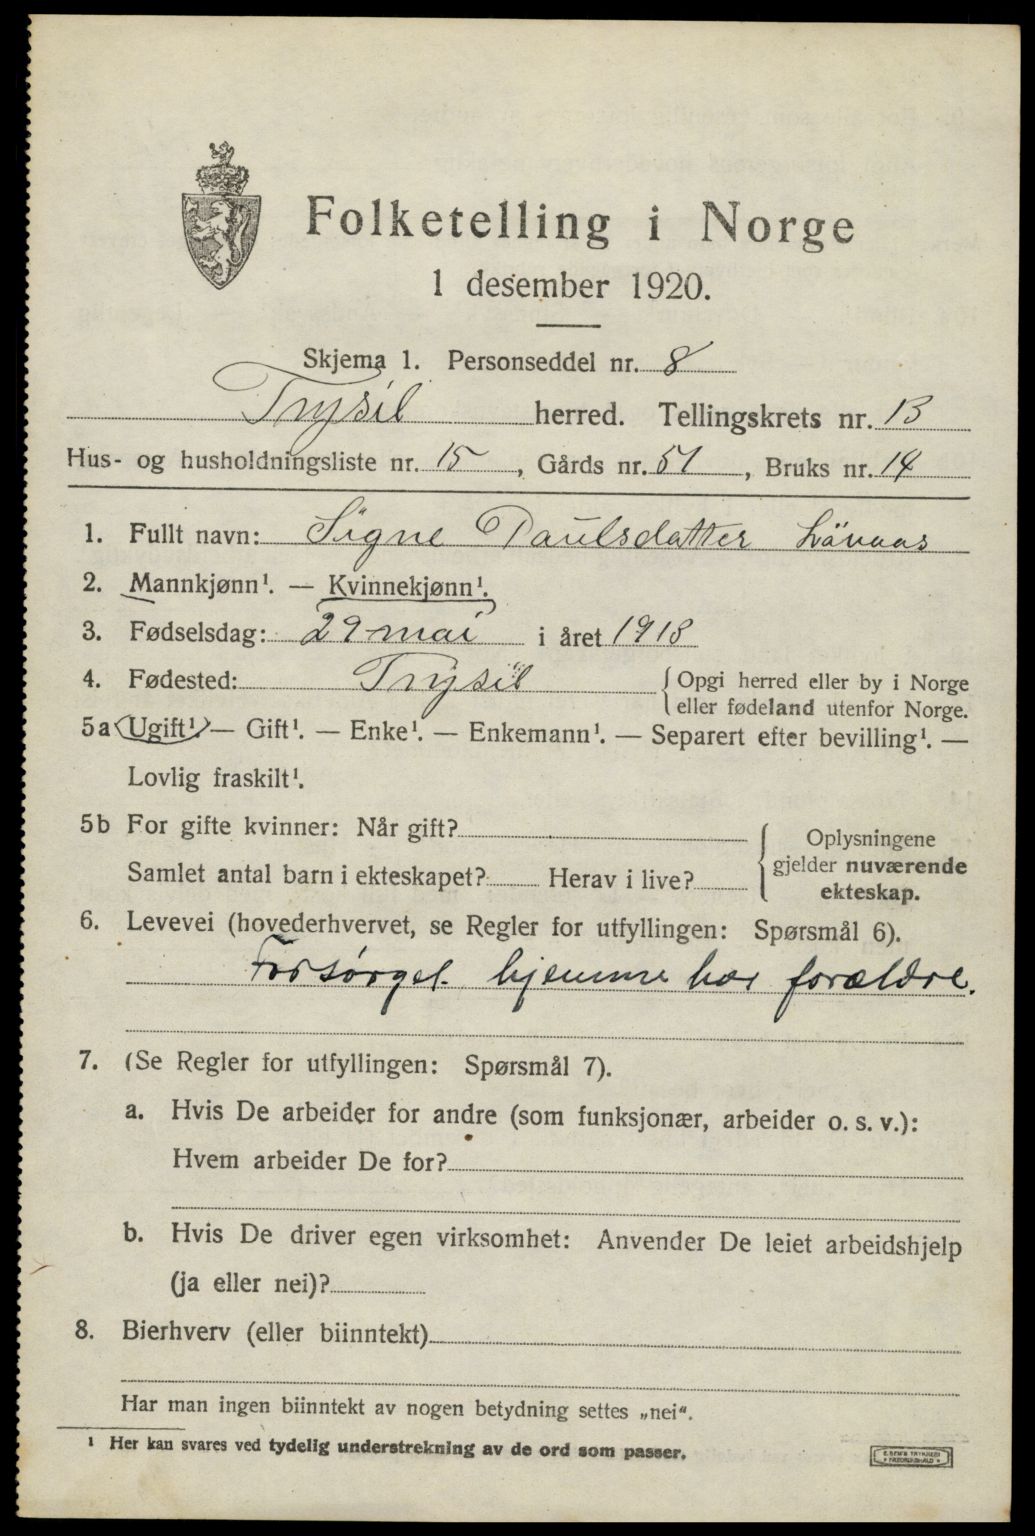 Folketelling i Norge
1 desember 1920.
Skjema 1. Personseddel nr. 8
Trysil herred. Tellingskrets nr. 13
Hus- og husholdningsliste nr. 15, Gårds nr. 51, Bruks nr. 14
1. Fullt navn: Signe Paulsdatter Lövaas
2. Mannkjønn¹. — Kvinnekjønn¹.
3. Fødselsdag: 29 mai i året 1918
4. Fødested: Trysil { Opgi herred eller by i Norge
eller fødeland utenfor Norge.
5a Ugift¹. — Gift¹. — Enke¹. — Enkemann¹. — Separert efter bevilling¹. —
Lovlig fraskilt¹.
5b For gifte kvinner: Når gift?
Samlet antal barn i ekteskapet? Herav i live?
Oplysningene
gjelder nuværende
ekteskap.
6. Levevei (hovederhvervet, se Regler for utfyllingen: Spørsmål 6).
Forsørget hjemme hos forældre.
7. (Se Regler for utfyllingen: Spørsmål 7).
a. Hvis De arbeider for andre (som funksjonær, arbeider o. s. v.):
Hvem arbeider De for?
b. Hvis De driver egen virksomhet: Anvender De leiet arbeidshjelp
(ja eller nei)?
8. Bierhverv (eller biinntekt)
Har man ingen biinntekt av nogen betydning settes „nei".
¹ Her kan svares ved tydelig understrekning av de ord som passer.